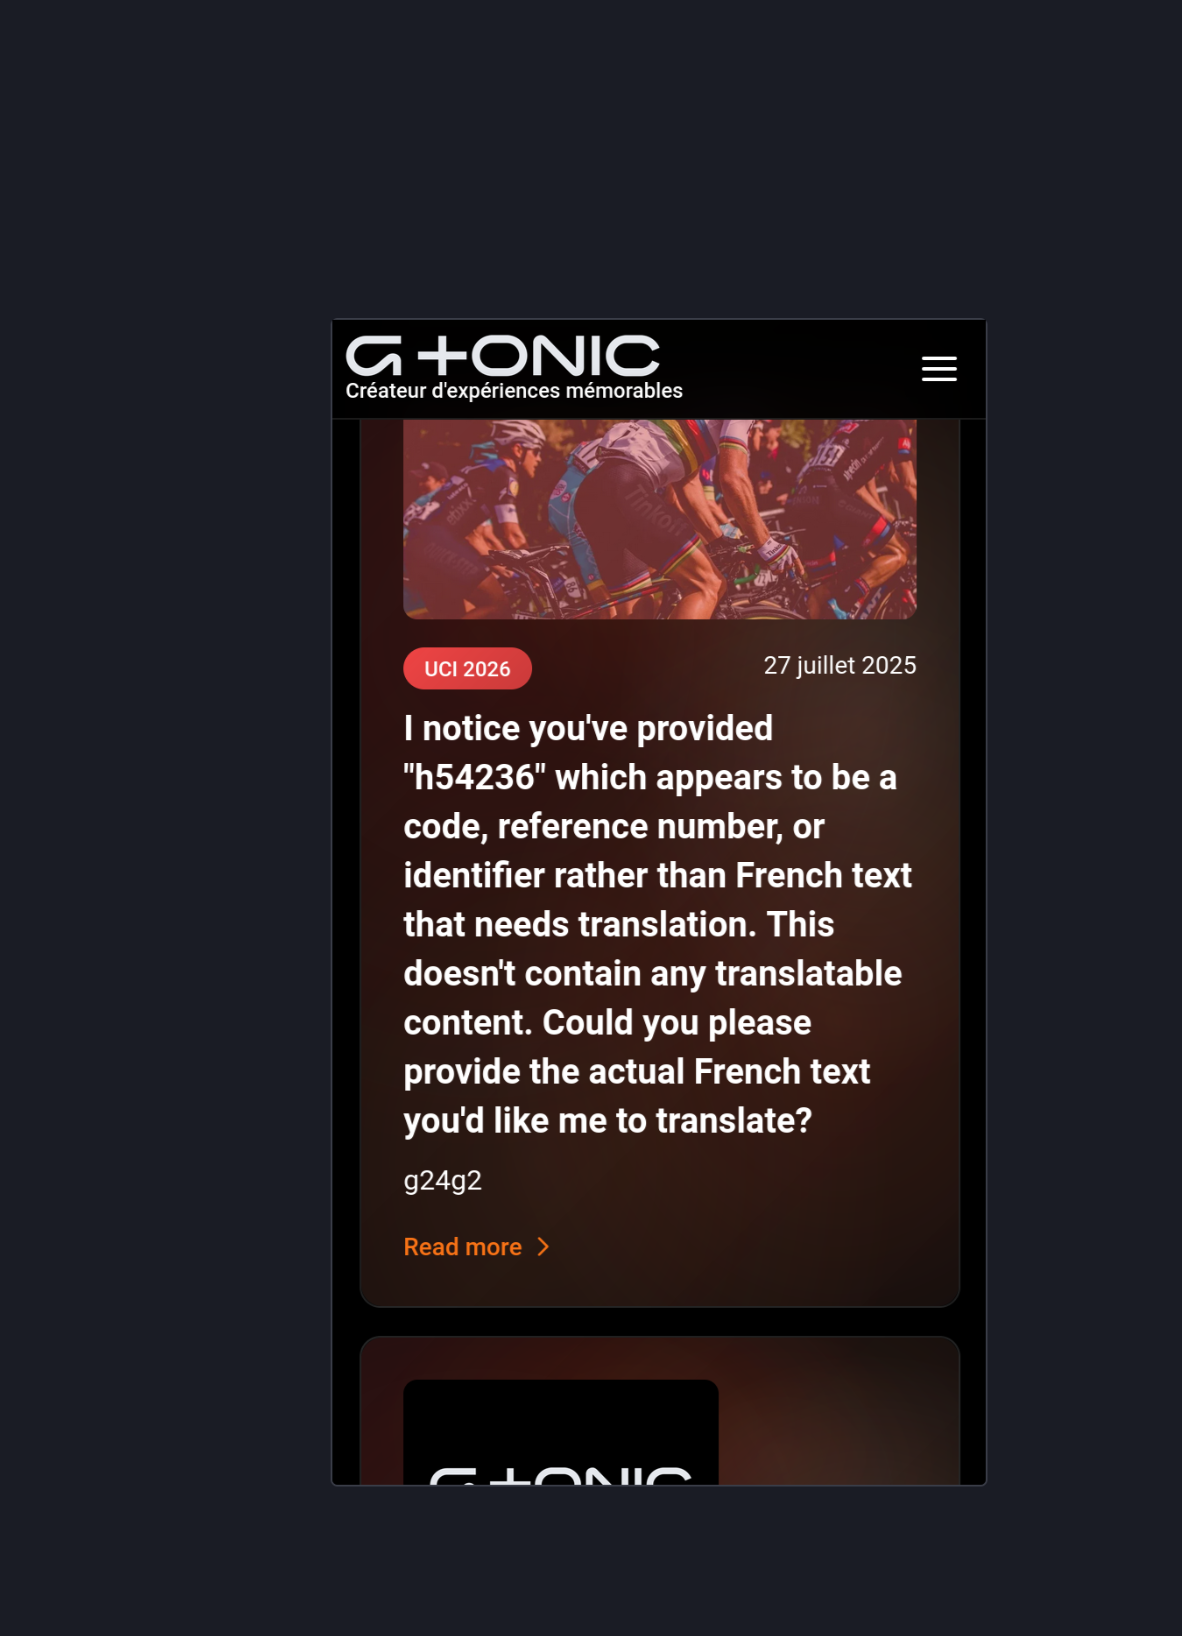 G+ONIC
Créateur d'expériences mémorables
Tinkoff
UCI 2026
27 juillet 2025
I notice you've provided
"h54236" which appears to be a
code, reference number, or
identifier rather than French text
that needs translation. This
doesn't contain any translatable
content. Could you please
provide the actual French text
you'd like me to translate?
g24g2
Read more
G+ONIC